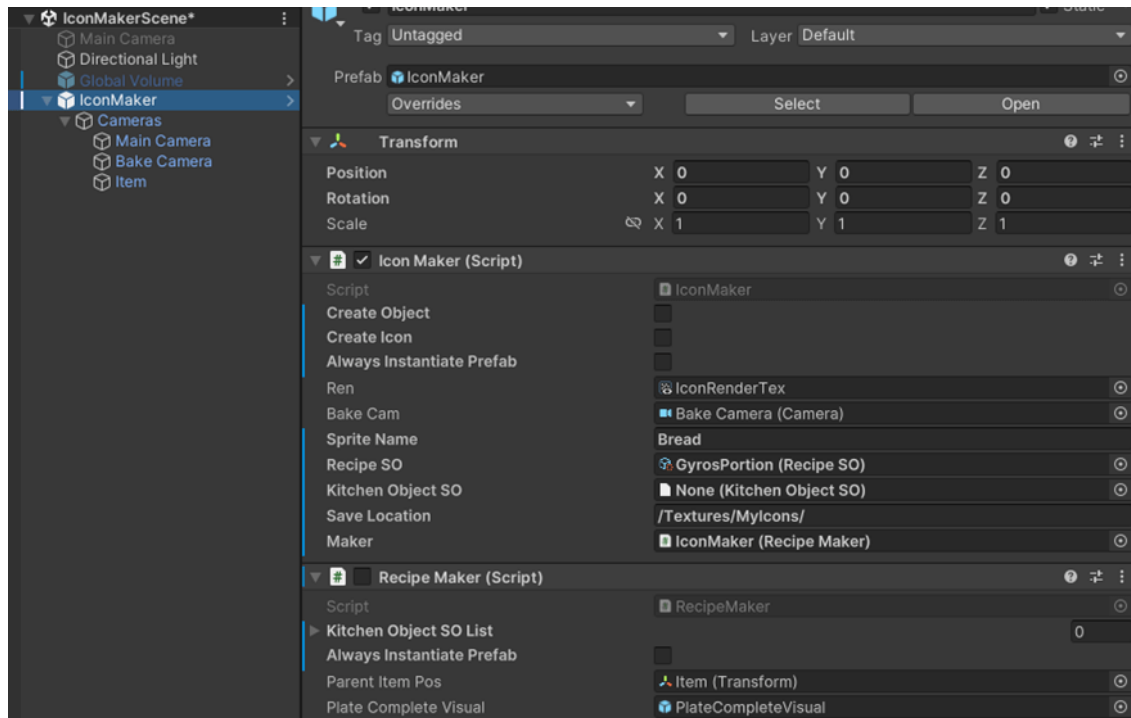 IconMakerScene*
Main Camera
Directional Light
Global Volume
IconMaker
Cameras
Main Camera
Bake Camera
Item
IconMaker Static
Tag Untagged Layer Default
Prefab IconMaker
Overrides Select Open
Transform
Position X 0 Y 0 Z 0
Rotation X 0 Y 0 Z 0
Scale X 1 Y 1 Z 1
# Icon Maker (Script)
Script IconMaker
Create Object
Create Icon
Always Instantiate Prefab
Ren IconRenderTex
Bake Cam Bake Camera (Camera)
Sprite Name Bread
Recipe SO GyrosPortion (Recipe SO)
Kitchen Object SO None (Kitchen Object SO)
Save Location /Textures/MyIcons/
Maker IconMaker (Recipe Maker)
# Recipe Maker (Script)
Script RecipeMaker
Kitchen Object SO List 0
Always Instantiate Prefab
Parent Item Pos Item (Transform)
Plate Complete Visual PlateCompleteVisual